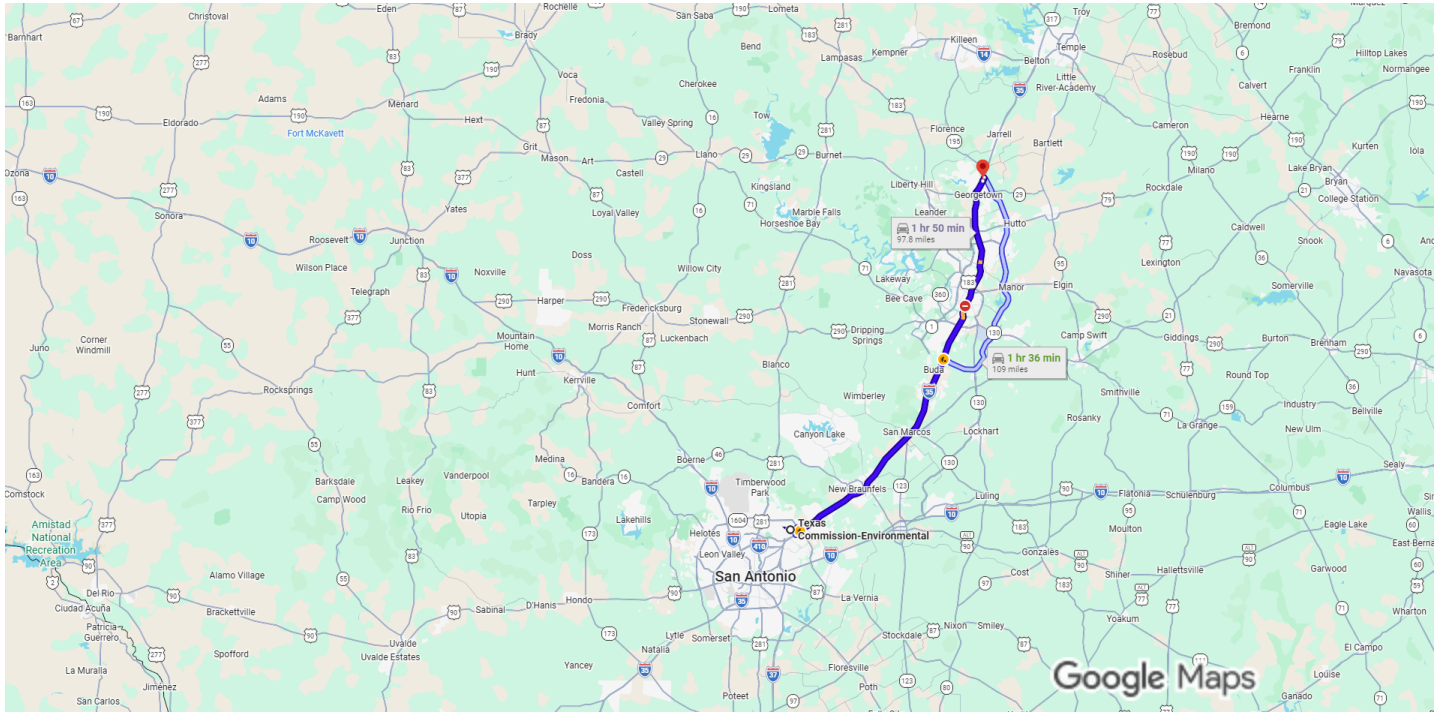 Christoval
Eden
Rochelle
San Saba
Lometa
Troy
Bremond
Barnhart
Brady
Bend
Kempner
Killeen
Temple
Rosebud
Hilltop Lakes
Lampasas
Belton
Little
River-Academy
Franklin
Normangee
Voca
Cherokee
Calvert
Adams
Menard
Fredonia
Tow
Florence
Jarrell
Cameron
Hearne
Eldorado
Hext
Valley Spring
Fort McKavett
Grit
Mason
Art
Llano
Burnet
Bartlett
Milano
Kurten
Iola
Ozona
Castell
Kingsland
Liberty Hill
Georgetown
Rockdale
Lake Bryan
Bryan
College Station
Sonora
Yates
Loyal Valley
Marble Falls
Horseshoe Bay
Leander
Hutto
1 hr 50 min
97.8 miles
Caldwell
Snook
Roosevelt
Junction
Wilson Place
Noxville
Doss
Willow City
Lakeway
Lexington
Navasota
Telegraph
Harper
Bee Cave
Manor
Elgin
Somerville
Fredericksburg
Stonewall
Morris Ranch
Luckenbach
Dripping
Springs
Camp Swift
Giddings
Burton
Brenham
Juno
Corner
Windmill
Mountain
Home
Blanco
Buda
1 hr 36 min
109 miles
Hunt
Kerrville
Rocksprings
Smithville
Round Top
Comfort
Wimberley
Rosanky
Industry
Bellville
New Ulm
La Grange
Canyon Lake
San Marcos
Lockhart
Boerne
Medina
Bandera
Vanderpool
Timberwood
Park
New Braunfels
Luling
Sealy
Columbus
Flatonia
Schulenburg
Comstock
Barksdale
Camp Wood
Leakey
Rio Frio
Utopia
Tarpley
Lakehills
Helotes
Leon Valley
Texas
Commission-Environmental
Moulton
Eagle Lake
East Berna
Amistad
National
Recreation
Area
San Antonio
Gonzales
Shiner
Hallettsville
Garwood
Cost
Alamo Village
Del Rio
Ciudad Acuña
Brackettville
Sabinal
D'Hanis
Hondo
La Vernia
Yoakum
Wharton
Patricia
Guerrero
Uvalde
Uvalde Estates
Lytle
Somerset
Natalia
Stockdale
Nixon
Smiley
El Campo
La Muralla
Spofford
Yancey
Floresville
Poth
Louise
San Carlos
Jiménez
Poteet
Ganado
Google Maps